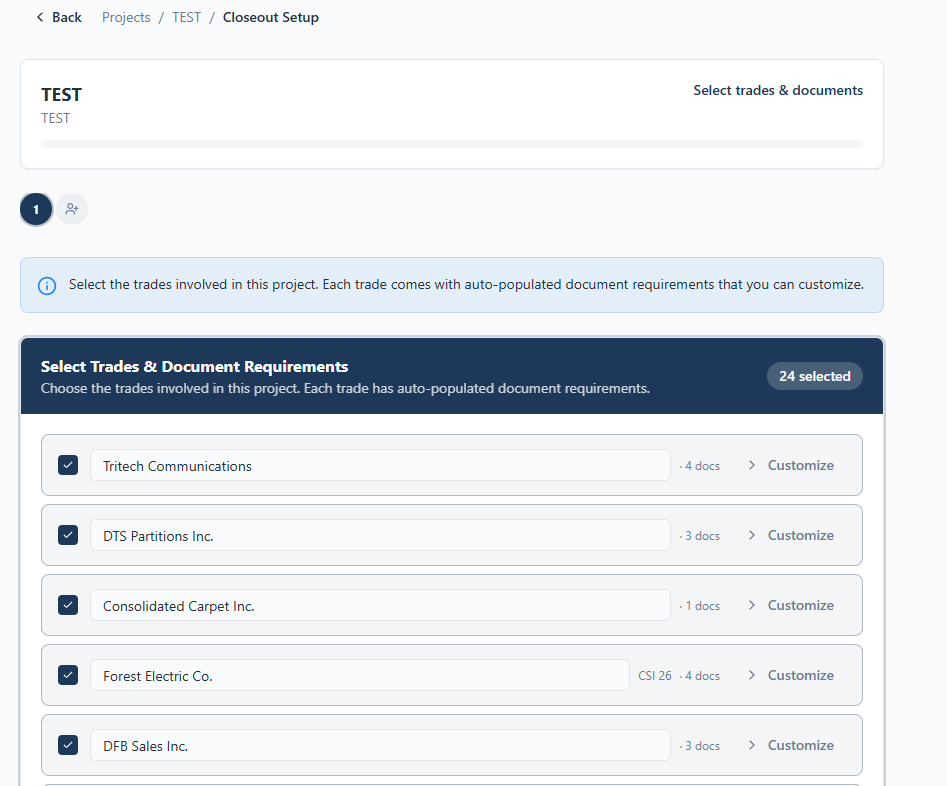 Back Projects / TEST / Closeout Setup
TEST
Select trades & documents
TEST
1
Select the trades involved in this project. Each trade comes with auto-populated document requirements that you can customize.
Select Trades & Document Requirements
Choose the trades involved in this project. Each trade has auto-populated document requirements.
24 selected
Tritech Communications · 4 docs Customize
DTS Partitions Inc. · 3 docs Customize
Consolidated Carpet Inc. · 1 docs Customize
Forest Electric Co. CSI 26 · 4 docs Customize
DFB Sales Inc. · 3 docs Customize